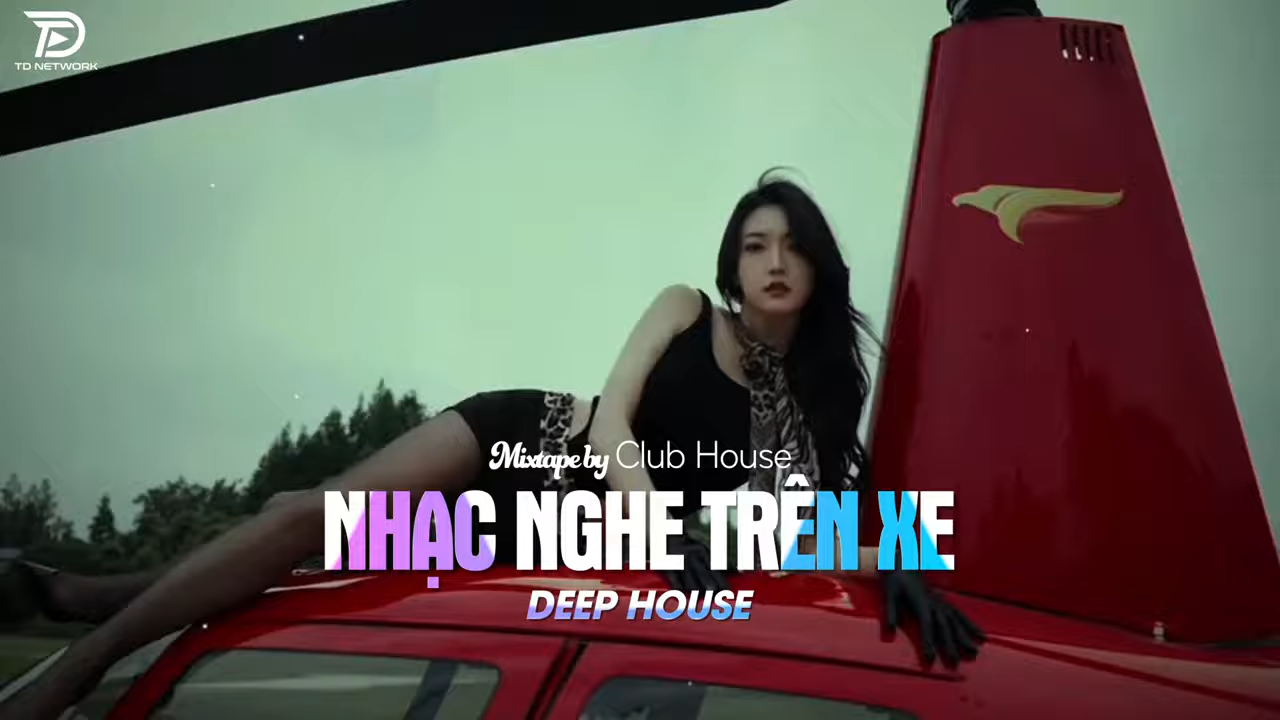 TD NETWORK
Mixtape by Club House
NHẠC NGHE TRÊN XE
DEEP HOUSE